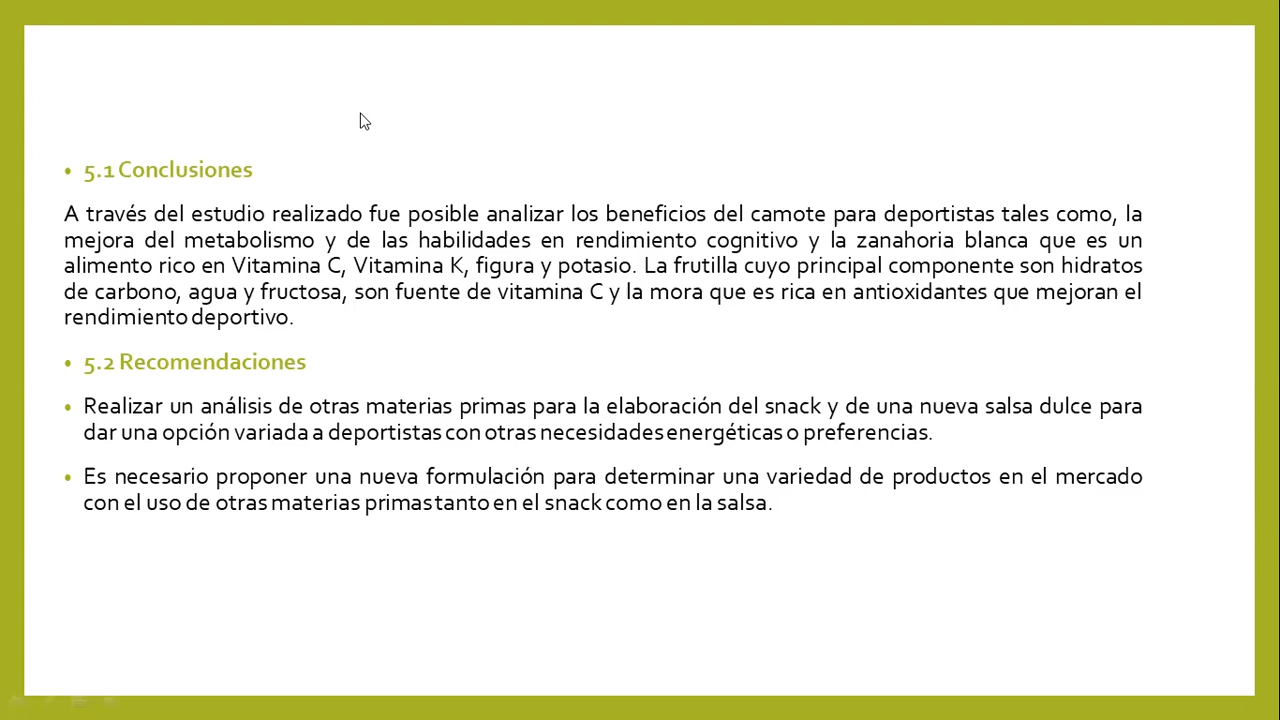 • 5.1 Conclusiones
A través del estudio realizado fue posible analizar los beneficios del camote para deportistas tales como, la
mejora del metabolismo y de las habilidades en rendimiento cognitivo y la zanahoria blanca que es un
alimento rico en Vitamina C, Vitamina K, figura y potasio. La frutilla cuyo principal componente son hidratos
de carbono, agua y fructosa, son fuente de vitamina C y la mora que es rica en antioxidantes que mejoran el
rendimiento deportivo.
• 5.2 Recomendaciones
• Realizar un análisis de otras materias primas para la elaboración del snack y de una nueva salsa dulce para
dar una opción variada a deportistas con otras necesidades energéticas o preferencias.
• Es necesario proponer una nueva formulación para determinar una variedad de productos en el mercado
con el uso de otras materias primas tanto en el snack como en la salsa.